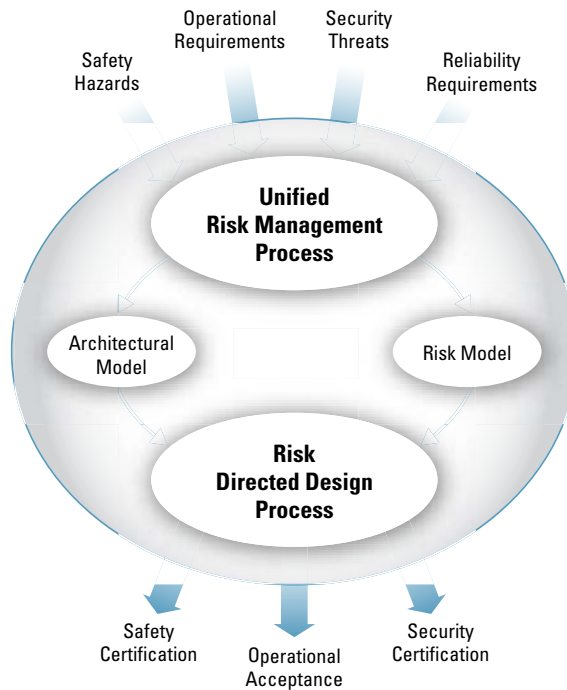 Operational
Requirements
Security
Threats
Safety
Hazards
Reliability
Requirements
Unified
Risk Management
Process
Architectural
Model
Risk Model
Risk
Directed Design
Process
Safety
Certification
Operational
Acceptance
Security
Certification